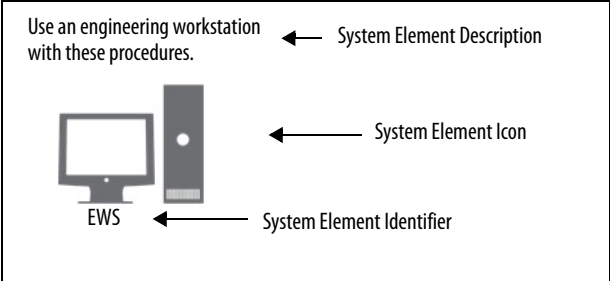 Use an engineering workstation
with these procedures.
System Element Description
System Element Icon
EWS
System Element Identifier